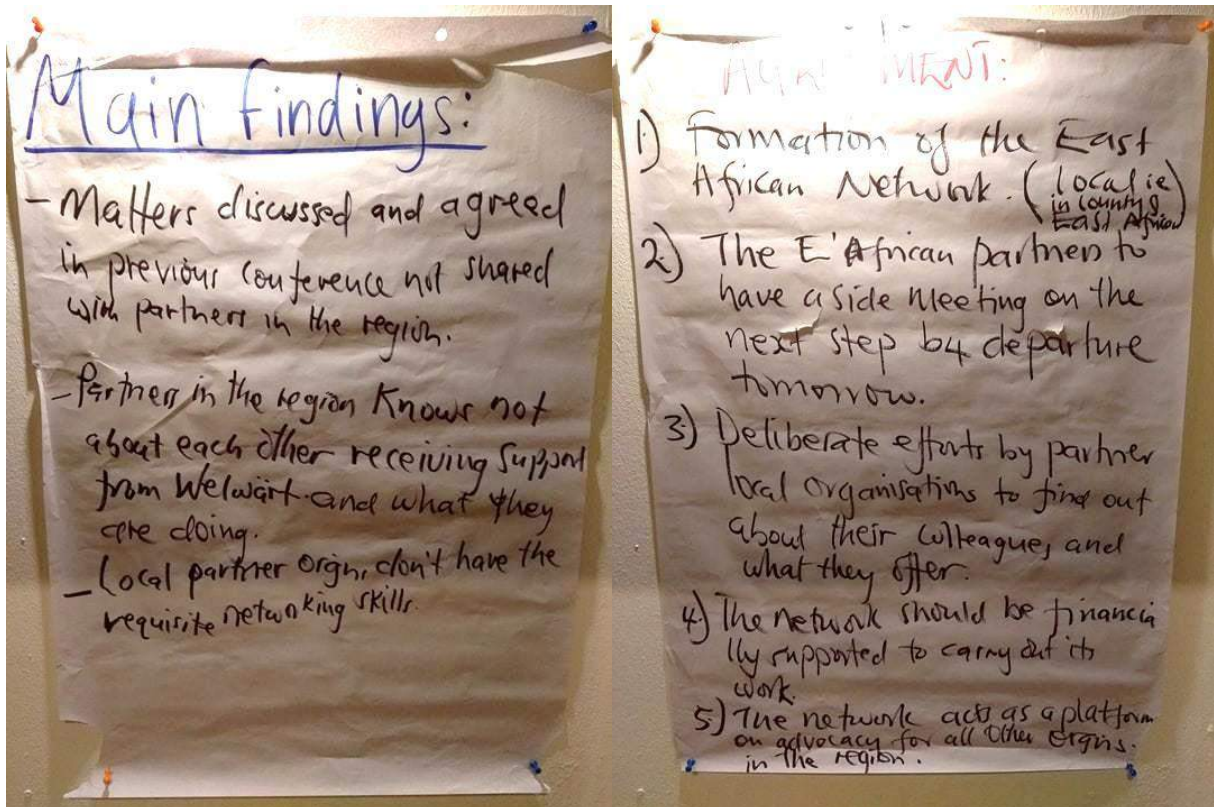 Main findings:
- Matters discussed and agreed
in previous conference not shared
with partners in the region.
- Partners in the region knows not
about each other receiving support
from Weltwärt and what they
are doing.
- Local partner orgn, don't have the
requisite networking skills.
MENT:
1) Formation of the East
African Network. (Local ie
in country &
East African)
2) The E'African partners to
have a side meeting on the
next step by departure
tomorrow.
3) Deliberate efforts by partner
local organisations to find out
about their colleagues, and
what they offer.
4) The network should be financia
lly supported to carry out its
work.
5) The network acts as a platform
on advocacy for all other orgns.
in the region.